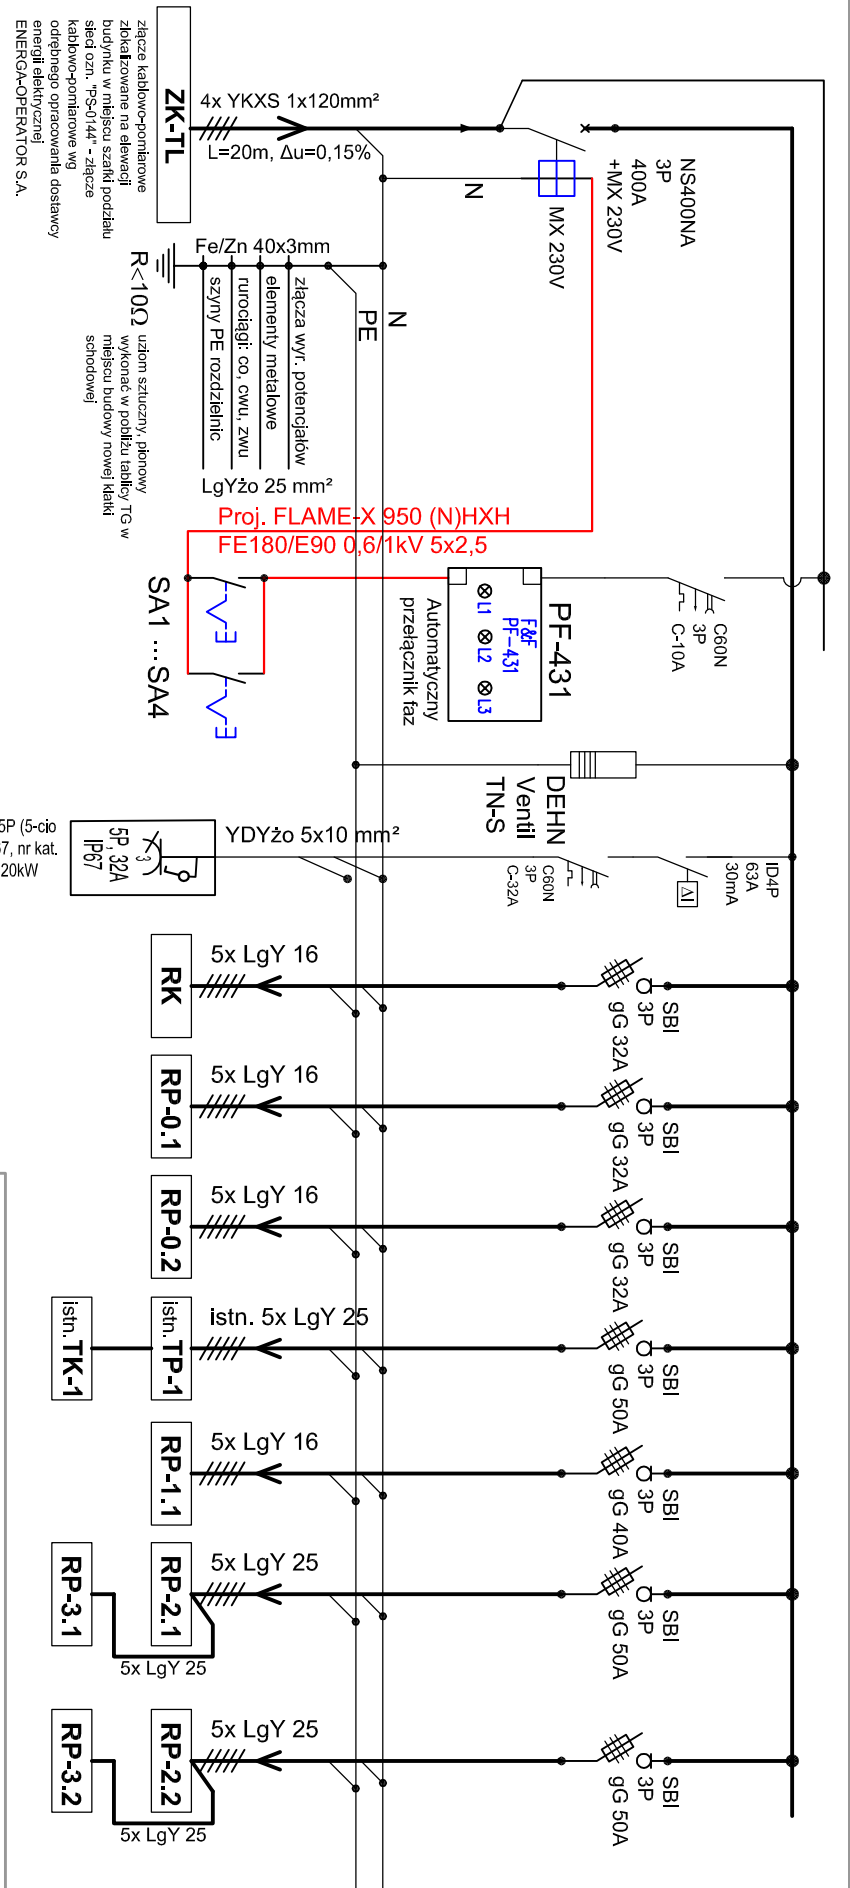 ZK-TL
złącze kablowo-pomiarowe
zlokalizowane na elewacji
budynku w miejscu szafki podziału
sieci ozn. "PS-0144" - złącze
kablowo-pomiarowe wg
odrębnego opracowania dostawcy
energii elektrycznej
ENERGA-OPERATOR S.A.
4x YKXS 1x120mm²
L=20m, Δu=0,15%
N
MX 230V
NS400NA
3P
400A
+MX 230V
Fe/Zn 40x3mm
R<10Ω
uziom sztuczny, pionowy
wykonać w pobliżu tablicy TG w
miejscu budowy nowej klatki
schodowej
złącza wyr. potencjałów
elementy metalowe
rurociągi: co, cwu, zwu
szyny PE rozdzielnic
LgYżo 25 mm²
N
PE
Proj. FLAME-X 950 (N)HXH
FE180/E90 0,6/1kV 5x2,5
SA1 ...SA4
PF-431
F&F
PF-431
L1
L2
L3
Automatyczny
przełącznik faz
C60N
3P
C-10A
DEHN
Ventil
TN-S
YDYżo 5x10 mm²
5P, 32A
IP67
3
5P (5-cio
67, nr kat.
20kW
C60N
3P
C-32A
ΔI
ID4P
63A
30mA
RK
5x LgY 16
SBI
3P
gG 32A
RP-0.1
5x LgY 16
SBI
3P
gG 32A
RP-0.2
5x LgY 16
SBI
3P
gG 32A
istn.TK-1
istn.TP-1
istn. 5x LgY 25
SBI
3P
gG 50A
RP-1.1
5x LgY 16
SBI
3P
gG 40A
RP-3.1
RP-2.1
5x LgY 25
5x LgY 25
SBI
3P
gG 50A
RP-3.2
RP-2.2
5x LgY 25
5x LgY 25
SBI
3P
gG 50A